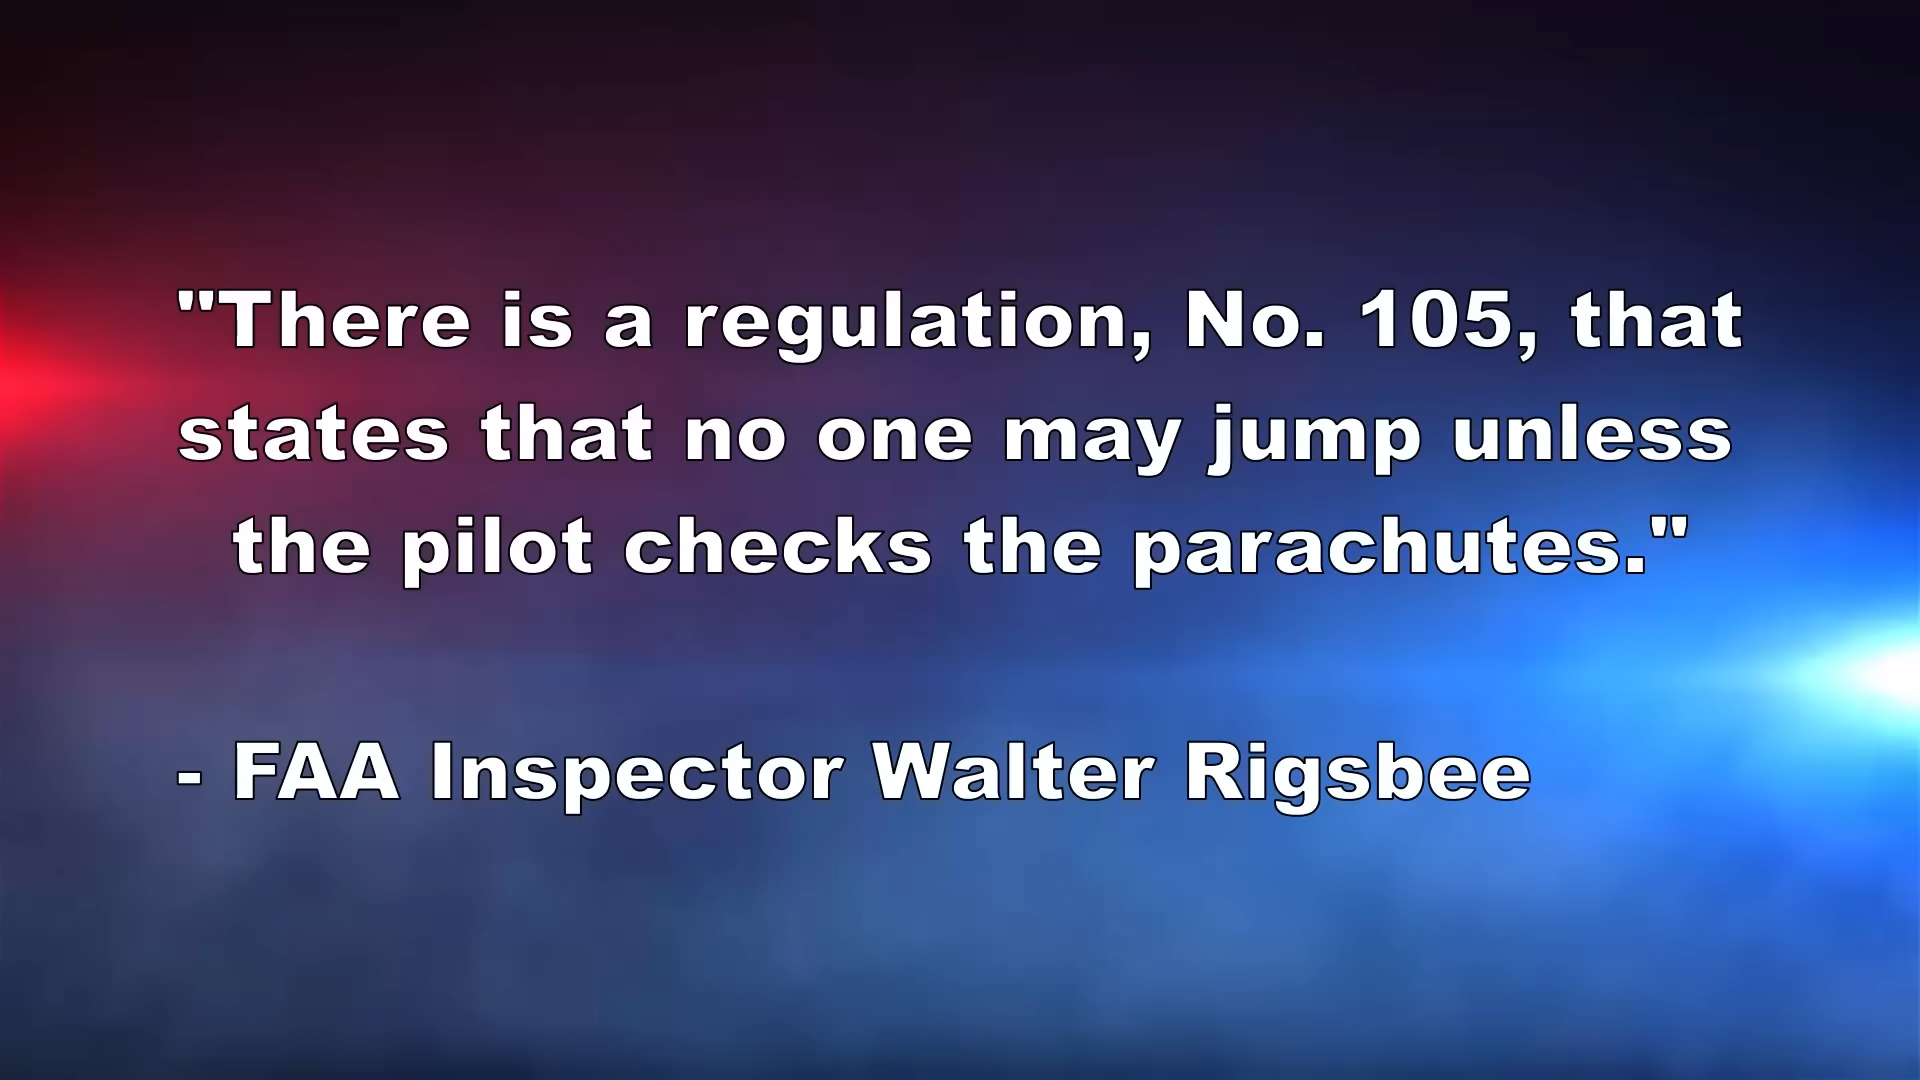 "There is a regulation, No. 105, that
states that no one may jump unless
the pilot checks the parachutes."
- FAA Inspector Walter Rigsbee